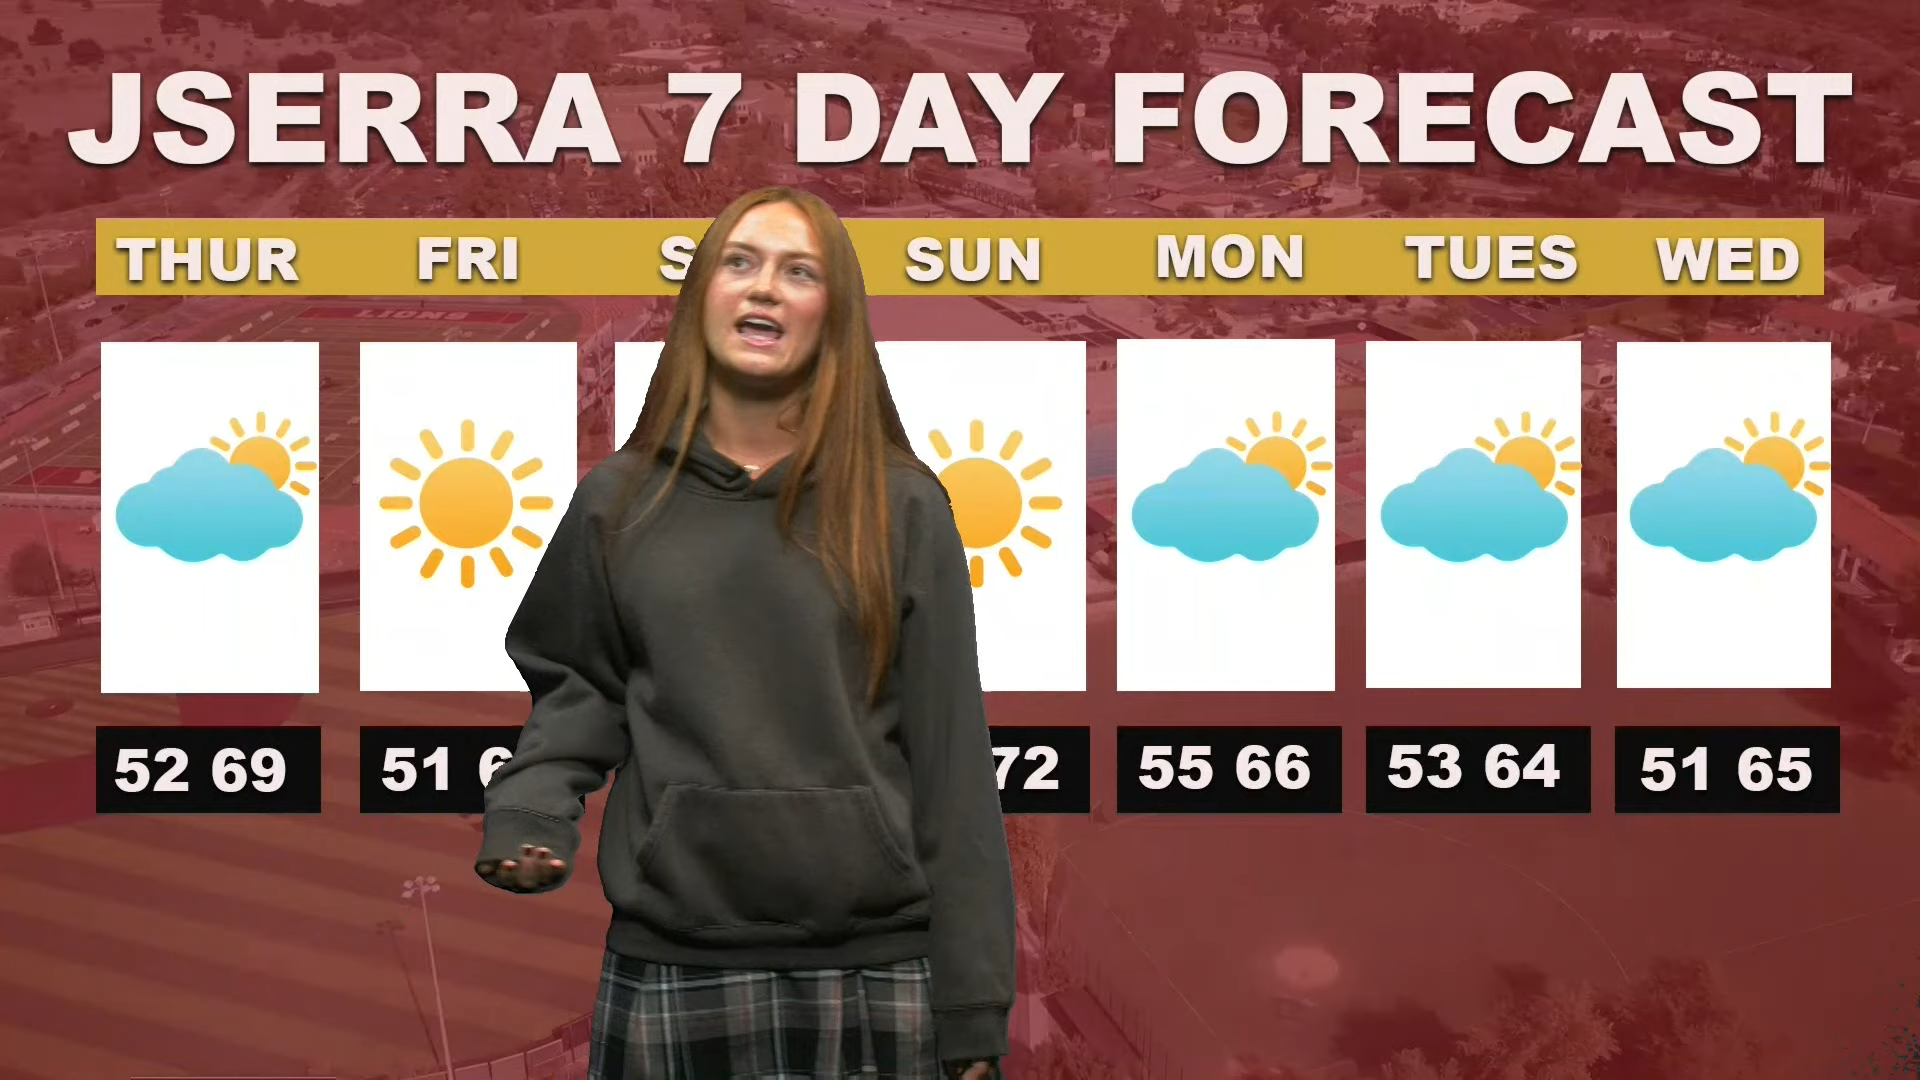 JSERRA 7 DAY FORECAST
THUR FRI SUN MON TUES WED
LIONS
52 69 51 72 55 66 53 64 51 65